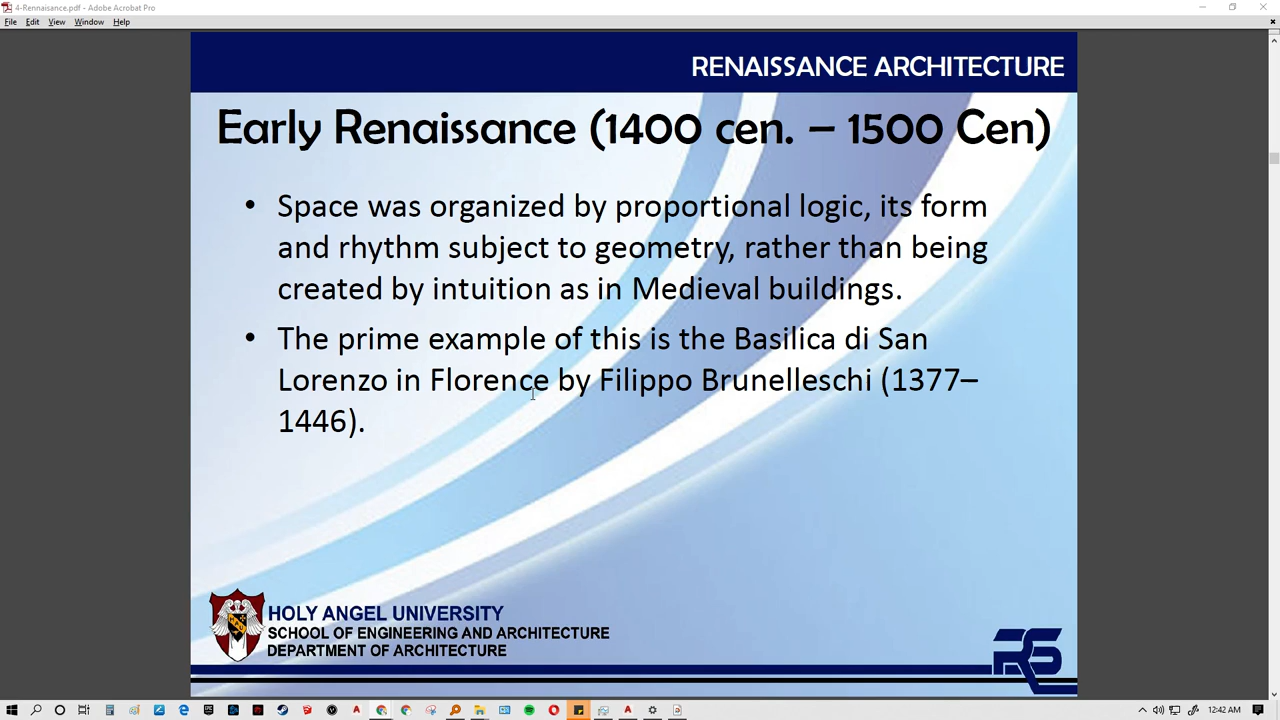 4-Rennaisance.pdf - Adobe Acrobat Pro
File Edit View Window Help
RENAISSANCE ARCHITECTURE
Early Renaissance (1400 cen. – 1500 Cen)
• Space was organized by proportional logic, its form
and rhythm subject to geometry, rather than being
created by intuition as in Medieval buildings.
• The prime example of this is the Basilica di San
Lorenzo in Florence by Filippo Brunelleschi (1377–
1446).
HOLY ANGEL UNIVERSITY
SCHOOL OF ENGINEERING AND ARCHITECTURE
DEPARTMENT OF ARCHITECTURE
RS
12:42 AM